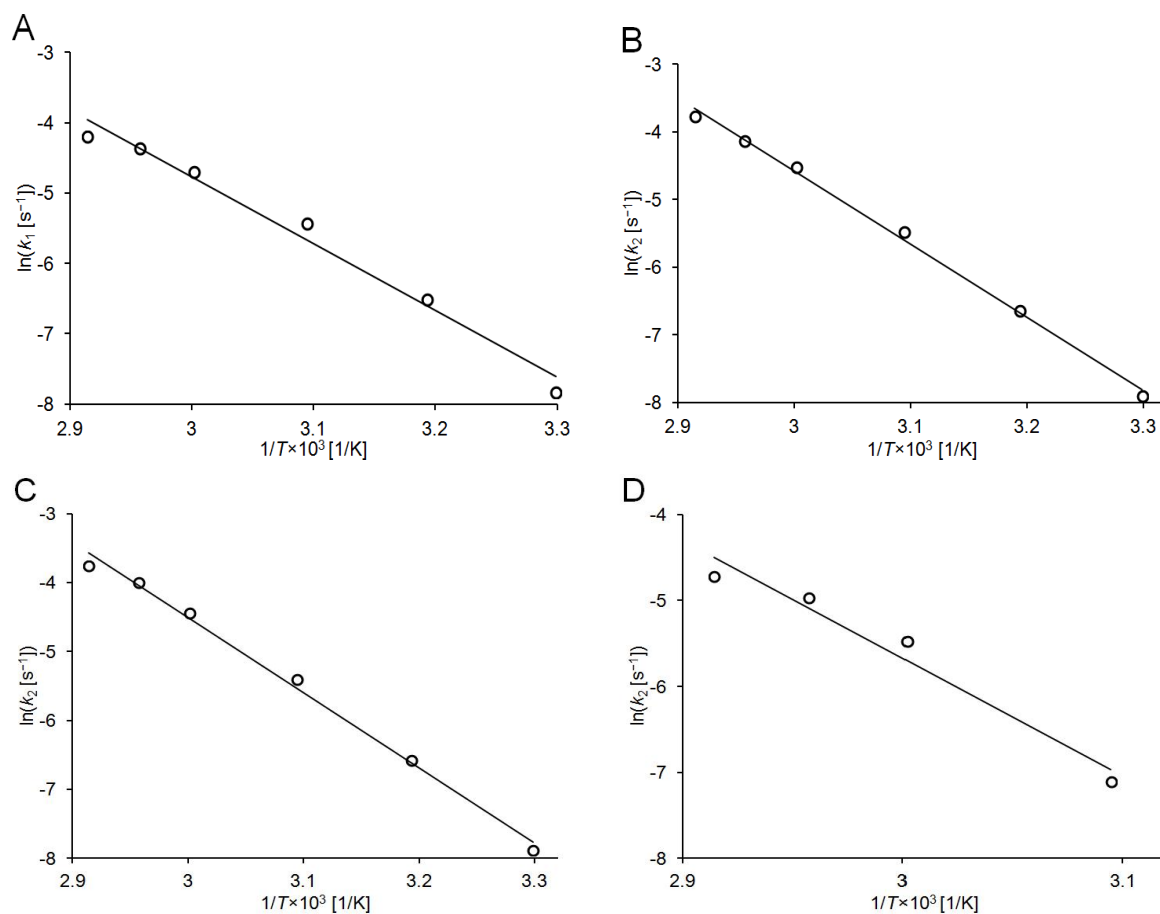 A
-3
-4
-5
-6
-7
-8
ln(k₁ [s⁻¹])
2.9 3 3.1 3.2 3.3
1/T×10³ [1/K]
B
-3
-4
-5
-6
-7
-8
ln(k₂ [s⁻¹])
2.9 3 3.1 3.2 3.3
1/T×10³ [1/K]
C
-3
-4
-5
-6
-7
-8
ln(k₂ [s⁻¹])
2.9 3 3.1 3.2 3.3
1/T×10³ [1/K]
D
-4
-5
-6
-7
-8
ln(k₂ [s⁻¹])
2.9 3 3.1
1/T×10³ [1/K]